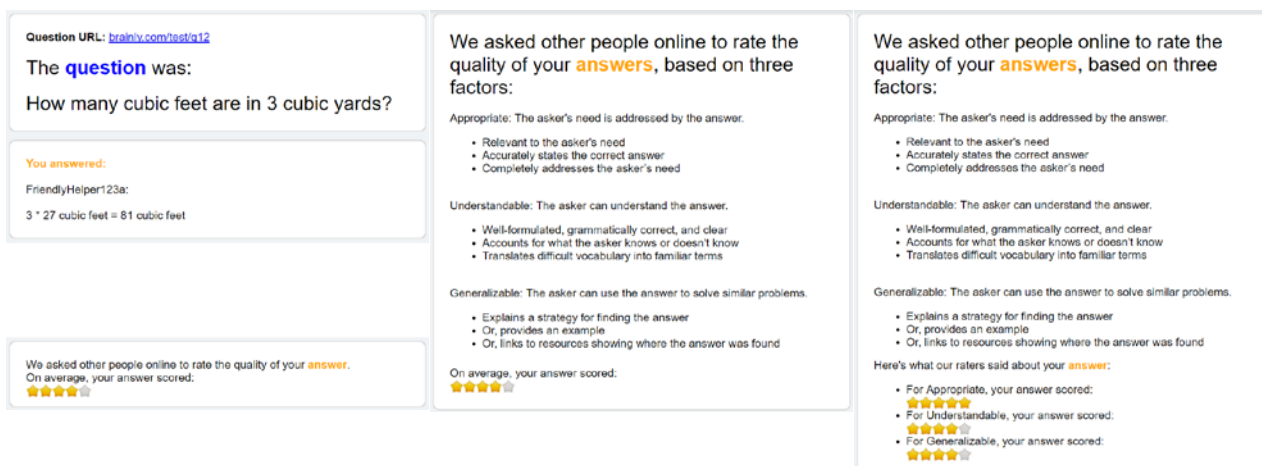 Question URL: brainly.com/test/q12
The question was:
How many cubic feet are in 3 cubic yards?
You answered:
FriendlyHelper123a:
3 * 27 cubic feet = 81 cubic feet
We asked other people online to rate the quality of your answer.
On average, your answer scored:
We asked other people online to rate the
quality of your answers, based on three
factors:
Appropriate: The asker's need is addressed by the answer.
• Relevant to the asker's need
• Accurately states the correct answer
• Completely addresses the asker's need
Understandable: The asker can understand the answer.
• Well-formulated, grammatically correct, and clear
• Accounts for what the asker knows or doesn't know
• Translates difficult vocabulary into familiar terms
Generalizable: The asker can use the answer to solve similar problems.
• Explains a strategy for finding the answer
• Or, provides an example
• Or, links to resources showing where the answer was found
On average, your answer scored:
We asked other people online to rate the
quality of your answers, based on three
factors:
Appropriate: The asker's need is addressed by the answer.
• Relevant to the asker's need
• Accurately states the correct answer
• Completely addresses the asker's need
Understandable: The asker can understand the answer.
• Well-formulated, grammatically correct, and clear
• Accounts for what the asker knows or doesn't know
• Translates difficult vocabulary into familiar terms
Generalizable: The asker can use the answer to solve similar problems.
• Explains a strategy for finding the answer
• Or, provides an example
• Or, links to resources showing where the answer was found
Here's what our raters said about your answer:
• For Appropriate, your answer scored:
• For Understandable, your answer scored:
• For Generalizable, your answer scored: